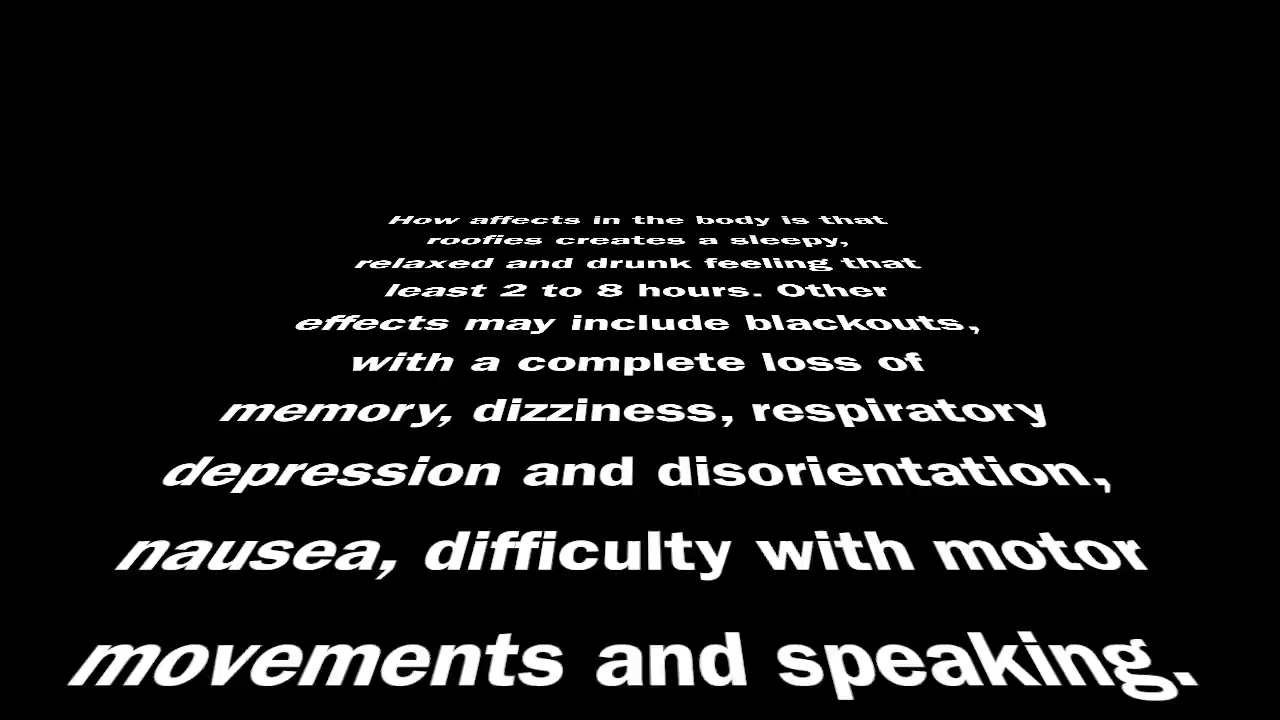 How affects in the body is that
roofies creates a sleepy,
relaxed and drunk feeling that
least 2 to 8 hours. Other
effects may include blackouts,
with a complete loss of
memory, dizziness, respiratory
depression and disorientation,
nausea, difficulty with motor
movements and speaking.